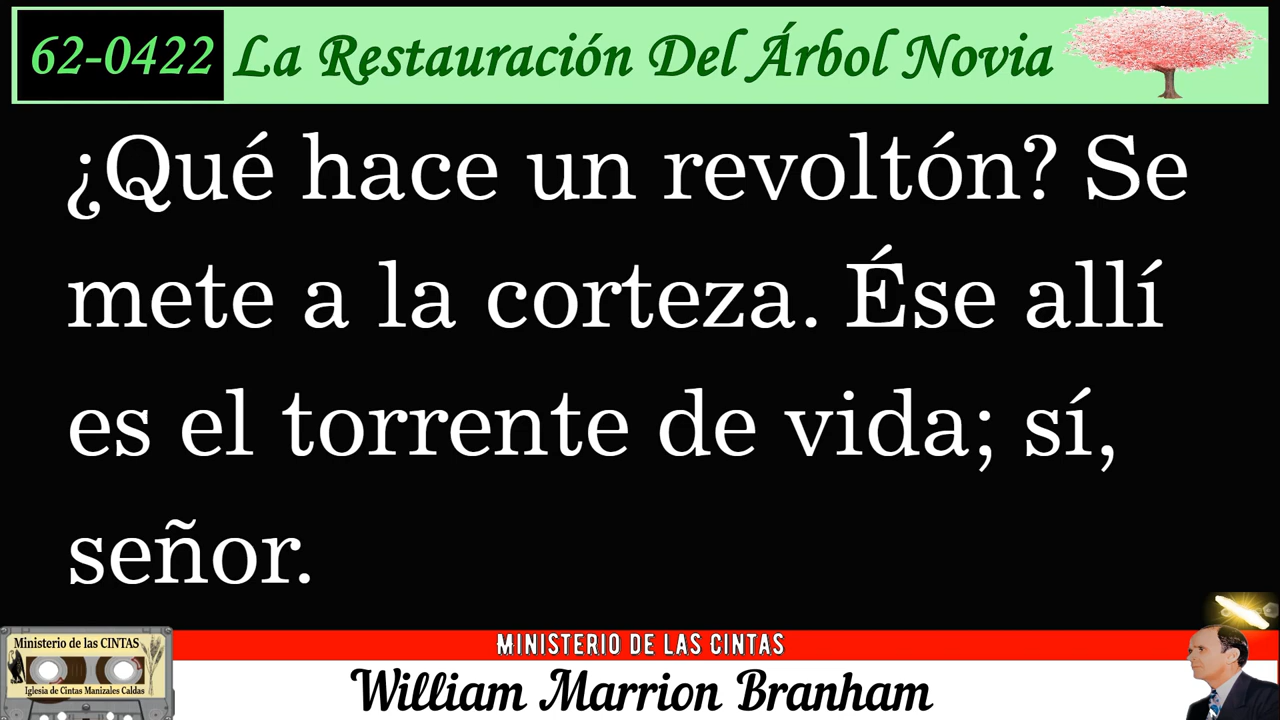 62-0422 La Restauración Del Árbol Novia
¿Qué hace un revoltón? Se
mete a la corteza. Ése allí
es el torrente de vida; sí,
señor.
Ministerio de las CINTAS
Iglesia de Cintas Manizales Caldas
MINISTERIO DE LAS CINTAS
William Marrion Branham